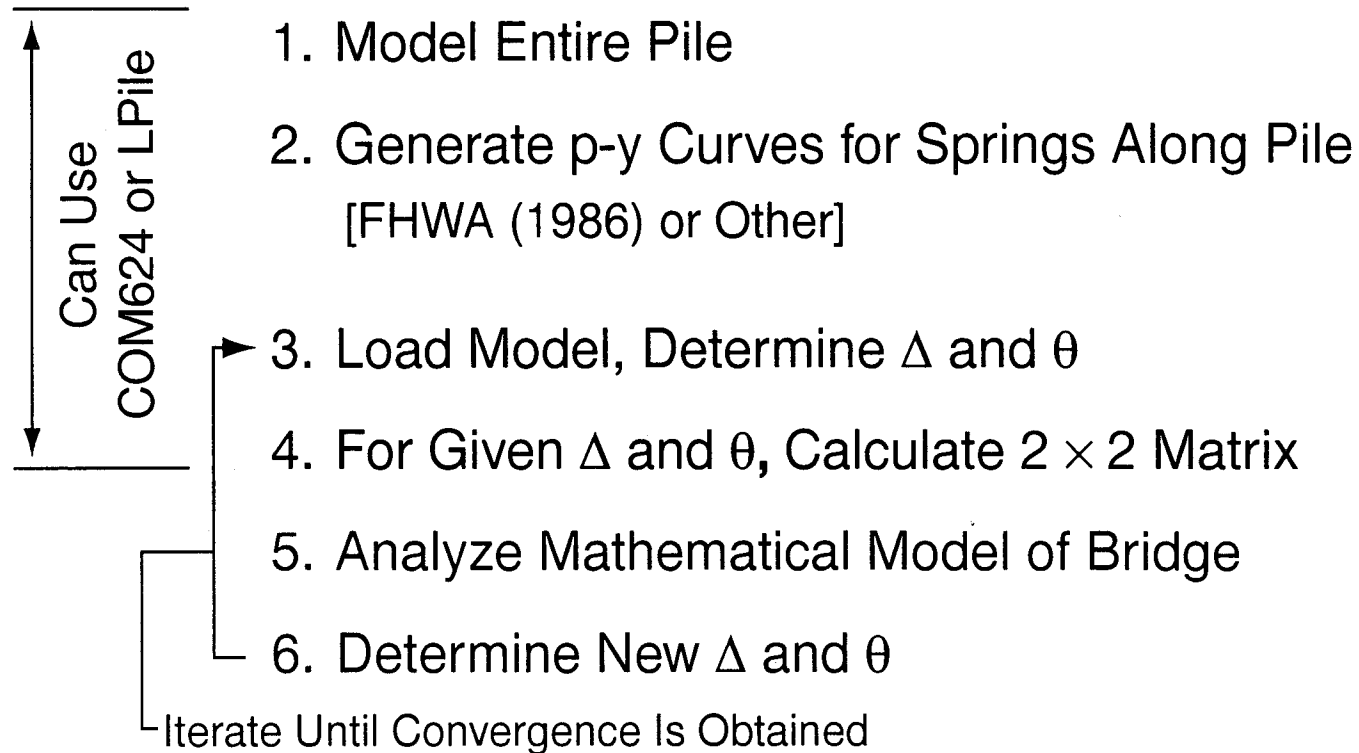 Can Use
COM624 or LPile
1. Model Entire Pile
2. Generate p-y Curves for Springs Along Pile
[FHWA (1986) or Other]
3. Load Model, Determine Δ and θ
4. For Given Δ and θ, Calculate 2 × 2 Matrix
5. Analyze Mathematical Model of Bridge
6. Determine New Δ and θ
Iterate Until Convergence Is Obtained